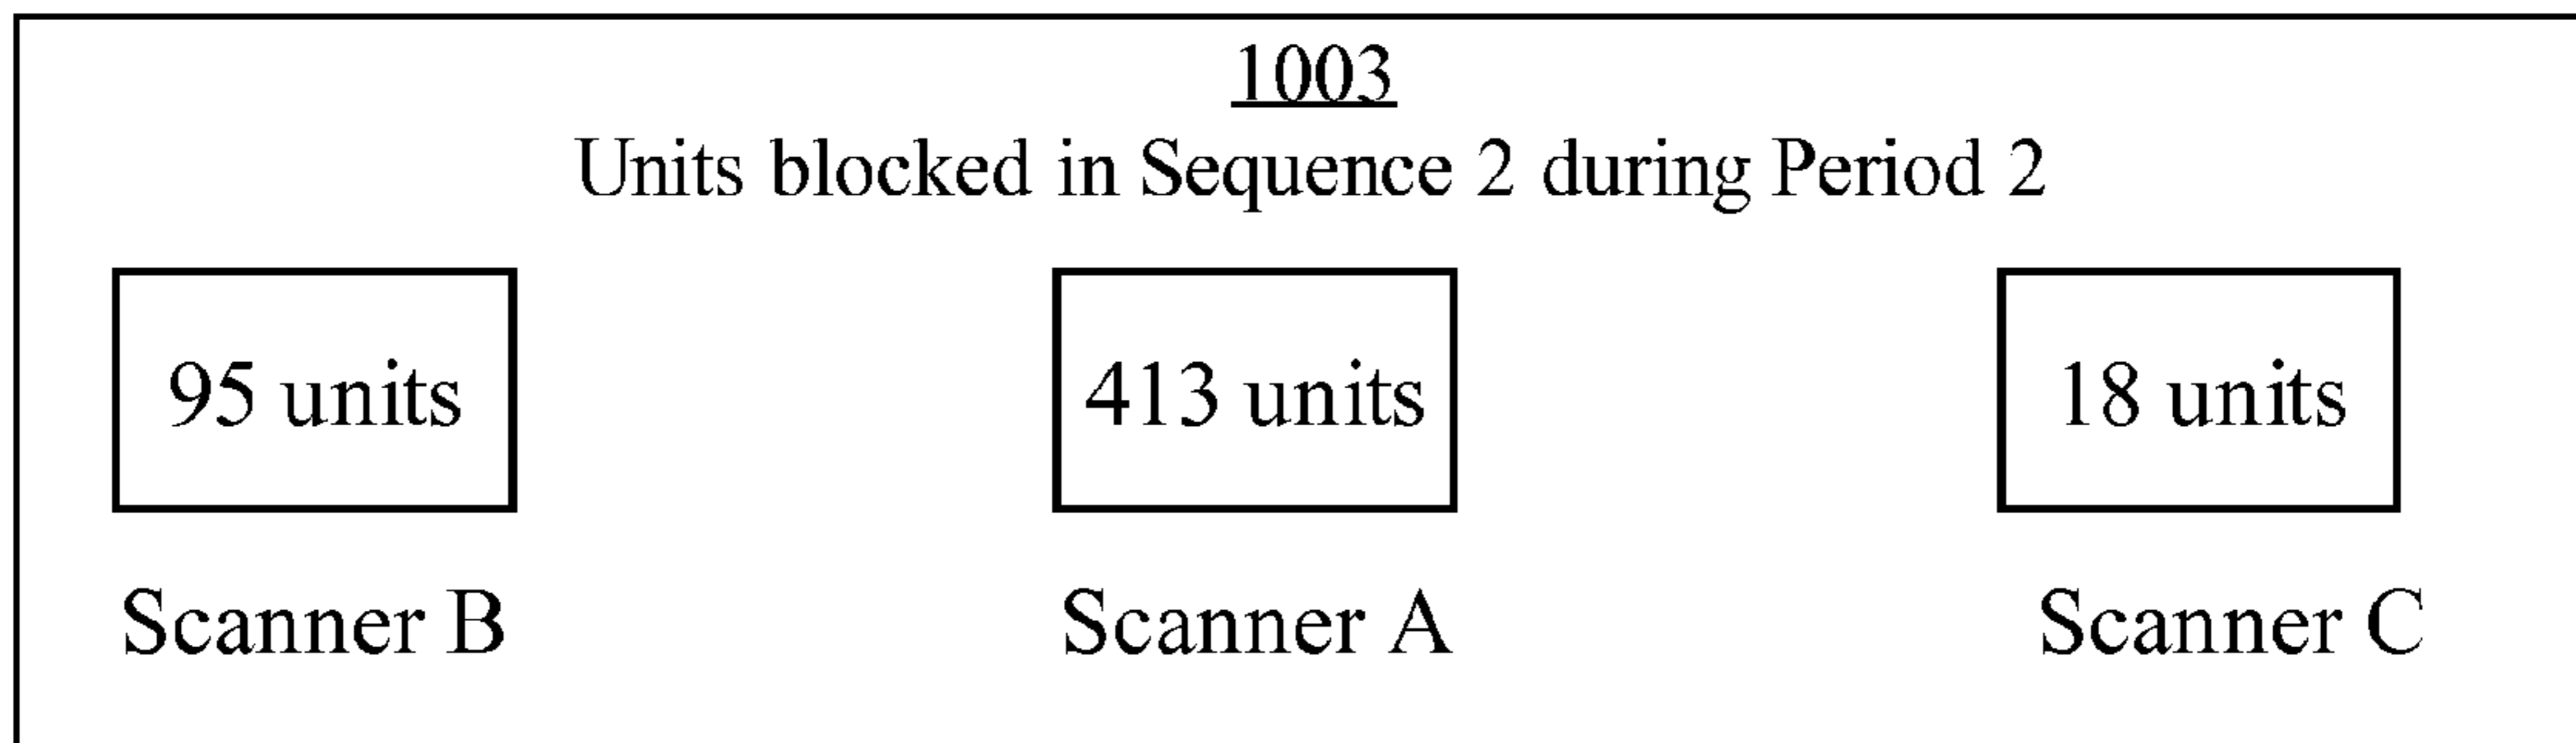 1003
Units blocked in Sequence 2 during Period 2
95 units
413 units
18 units
Scanner B
Scanner A
Scanner C